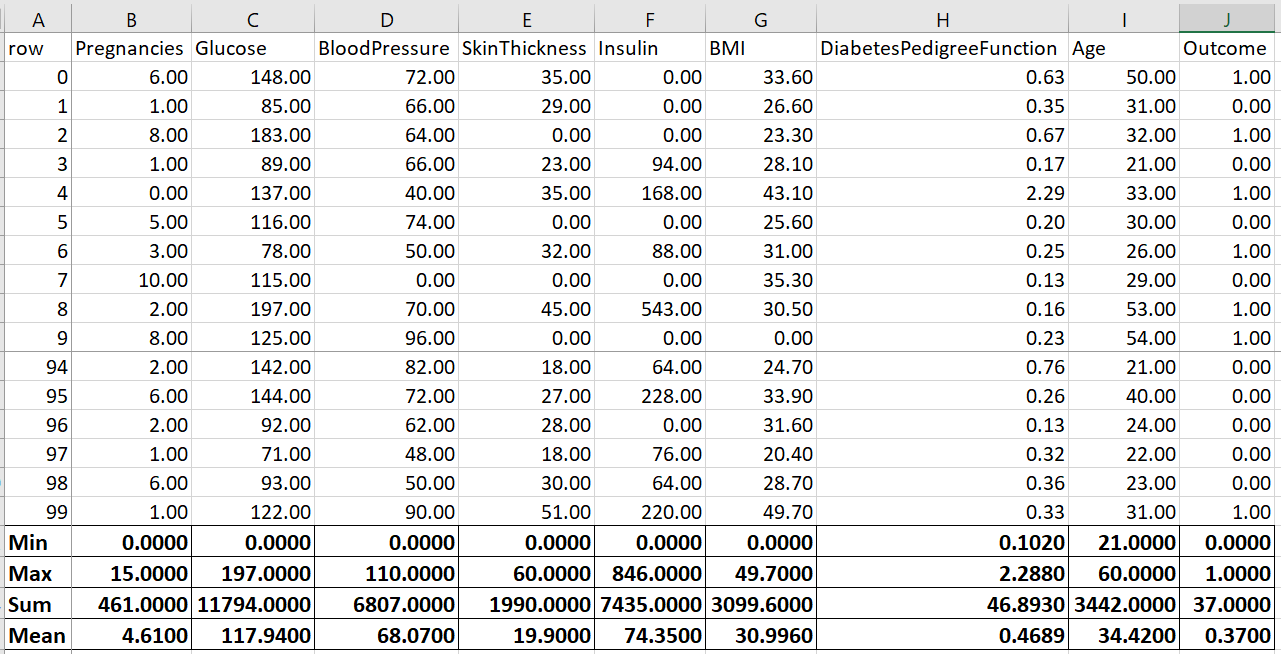 A B C D E F G H I J
row Pregnancies Glucose BloodPressure SkinThickness Insulin BMI DiabetesPedigreeFunction Age Outcome
0 6.00 148.00 72.00 35.00 0.00 33.60 0.63 50.00 1.00
1 1.00 85.00 66.00 29.00 0.00 26.60 0.35 31.00 0.00
2 8.00 183.00 64.00 0.00 0.00 23.30 0.67 32.00 1.00
3 1.00 89.00 66.00 23.00 94.00 28.10 0.17 21.00 0.00
4 0.00 137.00 40.00 35.00 168.00 43.10 2.29 33.00 1.00
5 5.00 116.00 74.00 0.00 0.00 25.60 0.20 30.00 0.00
6 3.00 78.00 50.00 32.00 88.00 31.00 0.25 26.00 1.00
7 10.00 115.00 0.00 0.00 0.00 35.30 0.13 29.00 0.00
8 2.00 197.00 70.00 45.00 543.00 30.50 0.16 53.00 1.00
9 8.00 125.00 96.00 0.00 0.00 0.00 0.23 54.00 1.00
94 2.00 142.00 82.00 18.00 64.00 24.70 0.76 21.00 0.00
95 6.00 144.00 72.00 27.00 228.00 33.90 0.26 40.00 0.00
96 2.00 92.00 62.00 28.00 0.00 31.60 0.13 24.00 0.00
97 1.00 71.00 48.00 18.00 76.00 20.40 0.32 22.00 0.00
98 6.00 93.00 50.00 30.00 64.00 28.70 0.36 23.00 0.00
99 1.00 122.00 90.00 51.00 220.00 49.70 0.33 31.00 1.00
Min 0.0000 0.0000 0.0000 0.0000 0.0000 0.0000 0.1020 21.0000 0.0000
Max 15.0000 197.0000 110.0000 60.0000 846.0000 49.7000 2.2880 60.0000 1.0000
Sum 461.0000 11794.0000 6807.0000 1990.0000 7435.0000 3099.6000 46.8930 3442.0000 37.0000
Mean 4.6100 117.9400 68.0700 19.9000 74.3500 30.9960 0.4689 34.4200 0.3700